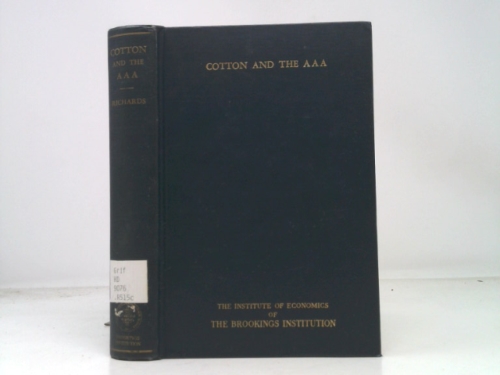 COTTON
AND THE
AAA
RICHARDS
COTTON AND THE AAA
THE INSTITUTE OF ECONOMICS
OF
THE BROOKINGS INSTITUTION